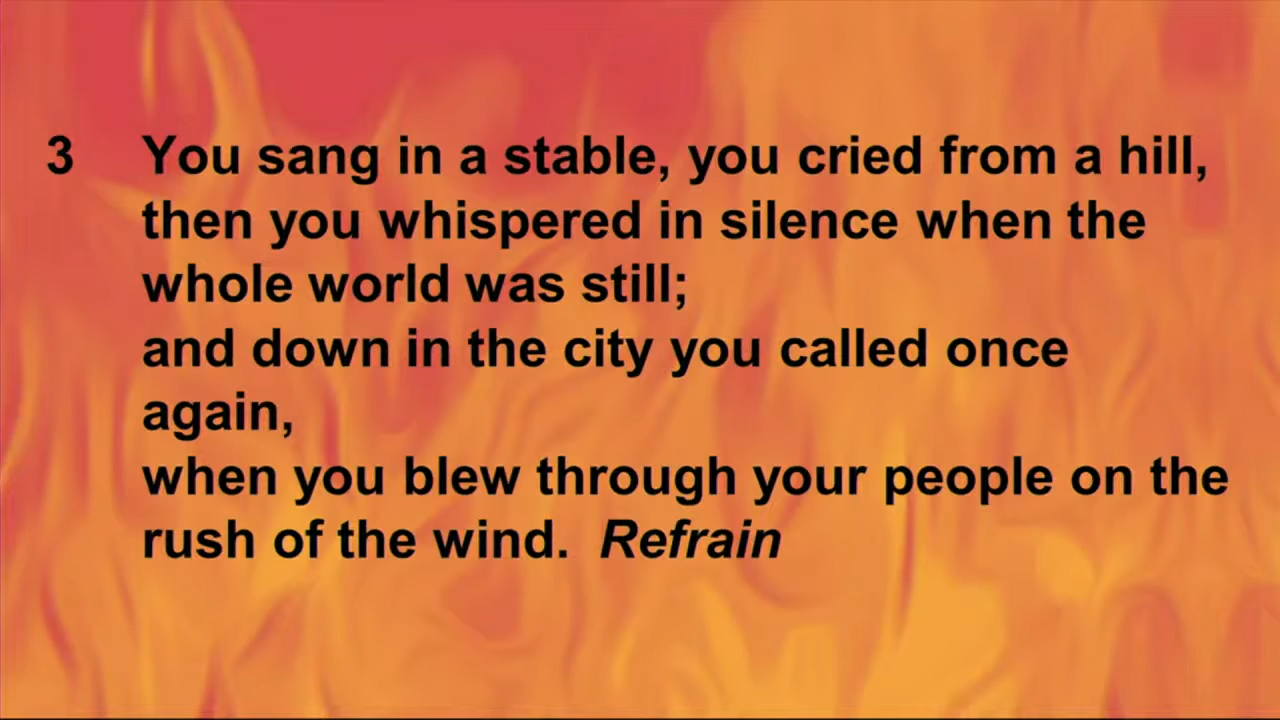 3 You sang in a stable, you cried from a hill,
then you whispered in silence when the
whole world was still;
and down in the city you called once
again,
when you blew through your people on the
rush of the wind. Refrain